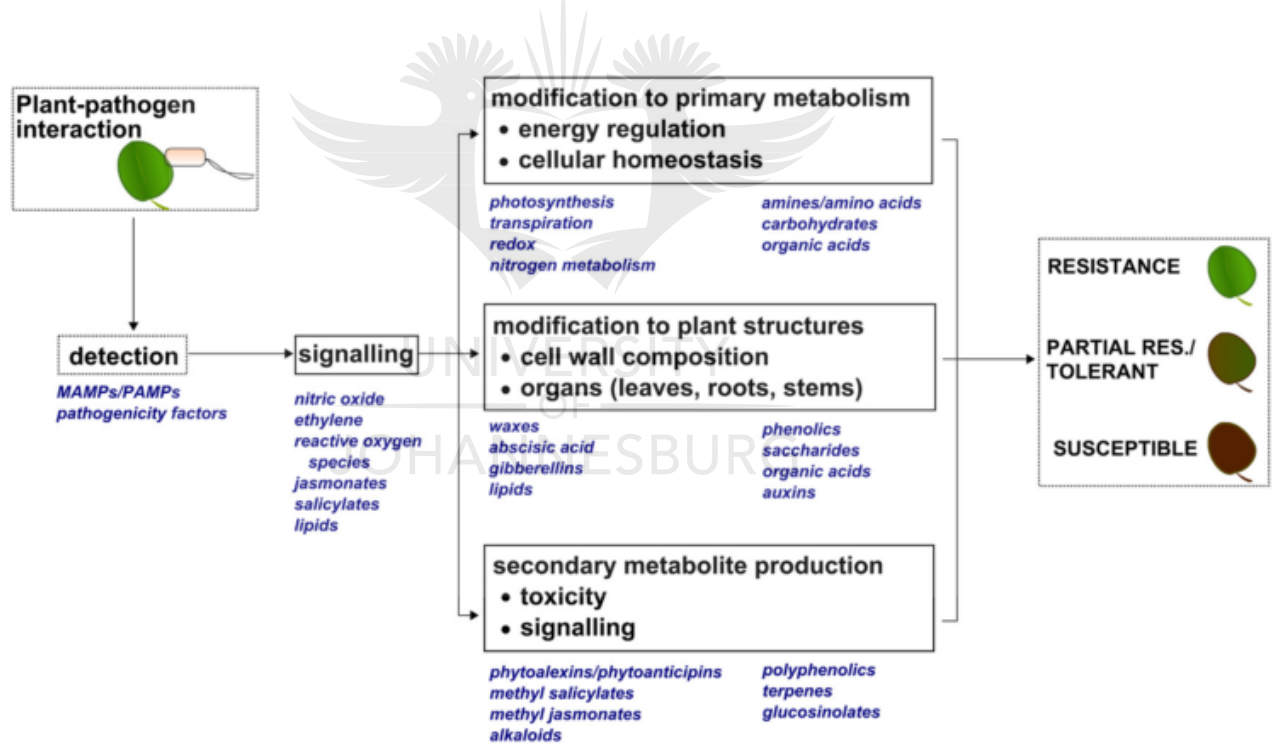 Plant-pathogen
interaction
detection
MAMPs/PAMPs
pathogenicity factors
signalling
nitric oxide
ethylene
reactive oxygen
species
jasmonates
salicylates
lipids
modification to primary metabolism
• energy regulation
• cellular homeostasis
photosynthesis
transpiration
redox
nitrogen metabolism
amines/amino acids
carbohydrates
organic acids
modification to plant structures
• cell wall composition
• organs (leaves, roots, stems)
waxes
abscisic acid
gibberellins
lipids
phenolics
saccharides
organic acids
auxins
secondary metabolite production
• toxicity
• signalling
phytoalexins/phytoanticipins
methyl salicylates
methyl jasmonates
alkaloids
polyphenolics
terpenes
glucosinolates
RESISTANCE
PARTIAL RES./
TOLERANT
SUSCEPTIBLE
UNIVERSITY
OF
JOHANNESBURG